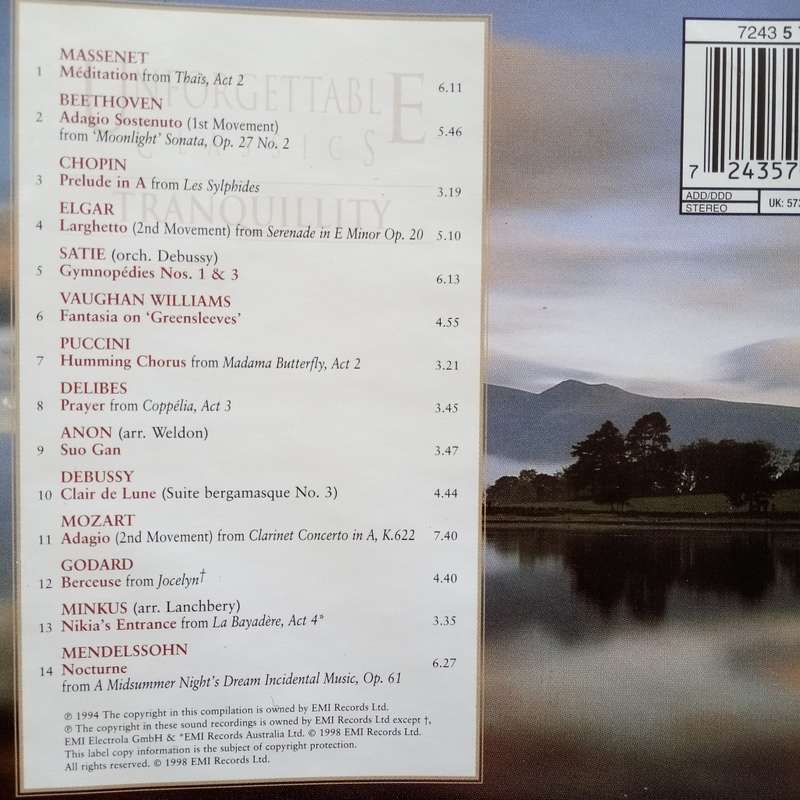 UNFORGETTABLE
CLASSICS
TRANQUILLITY
MASSENET
1 Méditation from Thaïs, Act 2 6.11
BEETHOVEN
2 Adagio Sostenuto (1st Movement)
from ‘Moonlight’ Sonata, Op. 27 No. 2 5.46
CHOPIN
3 Prelude in A from Les Sylphides 3.19
ELGAR
4 Larghetto (2nd Movement) from Serenade in E Minor Op. 20 5.10
SATIE (orch. Debussy)
5 Gymnopédies Nos. 1 & 3 6.13
VAUGHAN WILLIAMS
6 Fantasia on ‘Greensleeves’ 4.55
PUCCINI
7 Humming Chorus from Madama Butterfly, Act 2 3.21
DELIBES
8 Prayer from Coppélia, Act 3 3.45
ANON (arr. Weldon)
9 Suo Gan 3.47
DEBUSSY
10 Clair de Lune (Suite bergamasque No. 3) 4.44
MOZART
11 Adagio (2nd Movement) from Clarinet Concerto in A, K.622 7.40
GODARD
12 Berceuse from Jocelyn† 4.40
MINKUS (arr. Lanchbery)
13 Nikia's Entrance from La Bayadère, Act 4* 3.35
MENDELSSOHN
14 Nocturne 6.27
from A Midsummer Night's Dream Incidental Music, Op. 61
℗ 1994 The copyright in this compilation is owned by EMI Records Ltd.
℗ The copyright in these sound recordings is owned by EMI Records Ltd except †,
EMI Electrola GmbH & *EMI Records Australia Ltd. © 1998 EMI Records Ltd.
This label copy information is the subject of copyright protection.
All rights reserved. © 1998 EMI Records Ltd.
7243 5
7 24357
ADD/DDD
STEREO
UK: 573